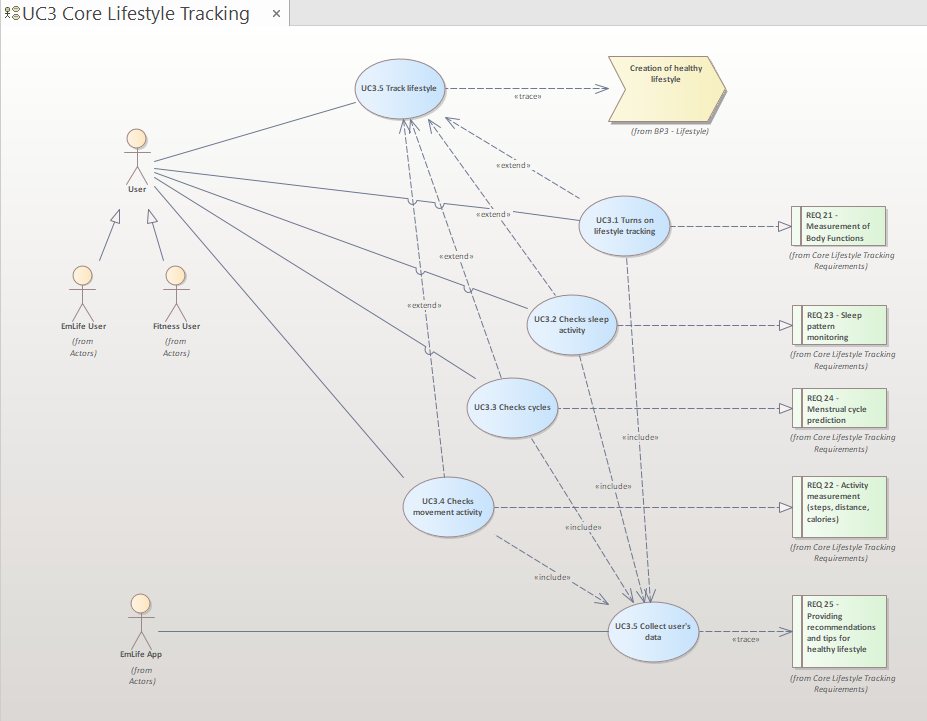 UC3 Core Lifestyle Tracking
UC3.5 Track lifestyle
«trace»
Creation of healthy
lifestyle
(from BP3 - Lifestyle)
User
«extend»
«extend»
«extend»
«extend»
UC3.1 Turns on
lifestyle tracking
REQ 21 -
Measurement of
Body Functions
(from Core Lifestyle Tracking
Requirements)
EmLife User
(from
Actors)
Fitness User
(from
Actors)
UC3.2 Checks sleep
activity
REQ 23 - Sleep
pattern
monitoring
(from Core Lifestyle Tracking
Requirements)
UC3.3 Checks cycles
REQ 24 -
Menstrual cycle
prediction
(from Core Lifestyle Tracking
Requirements)
«include»
«include»
«include»
«include»
UC3.4 Checks
movement activity
REQ 22 - Activity
measurement
(steps, distance,
calories)
(from Core Lifestyle Tracking
Requirements)
EmLife App
(from
Actors)
UC3.5 Collect user's
data
«trace»
REQ 25 -
Providing
recommendations
and tips for
healthy lifestyle
(from Core Lifestyle Tracking
Requirements)